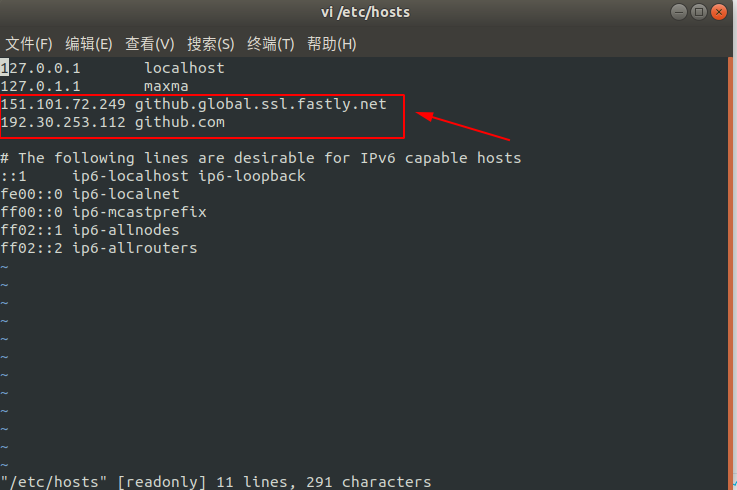 vi /etc/hosts
文件(F) 编辑(E) 查看(V) 搜索(S) 终端(T) 帮助(H)
127.0.0.1       localhost
127.0.1.1       maxma
151.101.72.249 github.global.ssl.fastly.net
192.30.253.112 github.com
# The following lines are desirable for IPv6 capable hosts
::1     ip6-localhost ip6-loopback
fe00::0 ip6-localnet
ff00::0 ip6-mcastprefix
ff02::1 ip6-allnodes
ff02::2 ip6-allrouters
~
~
~
~
~
~
~
~
~
~
~
~
"/etc/hosts" [readonly] 11 lines, 291 characters